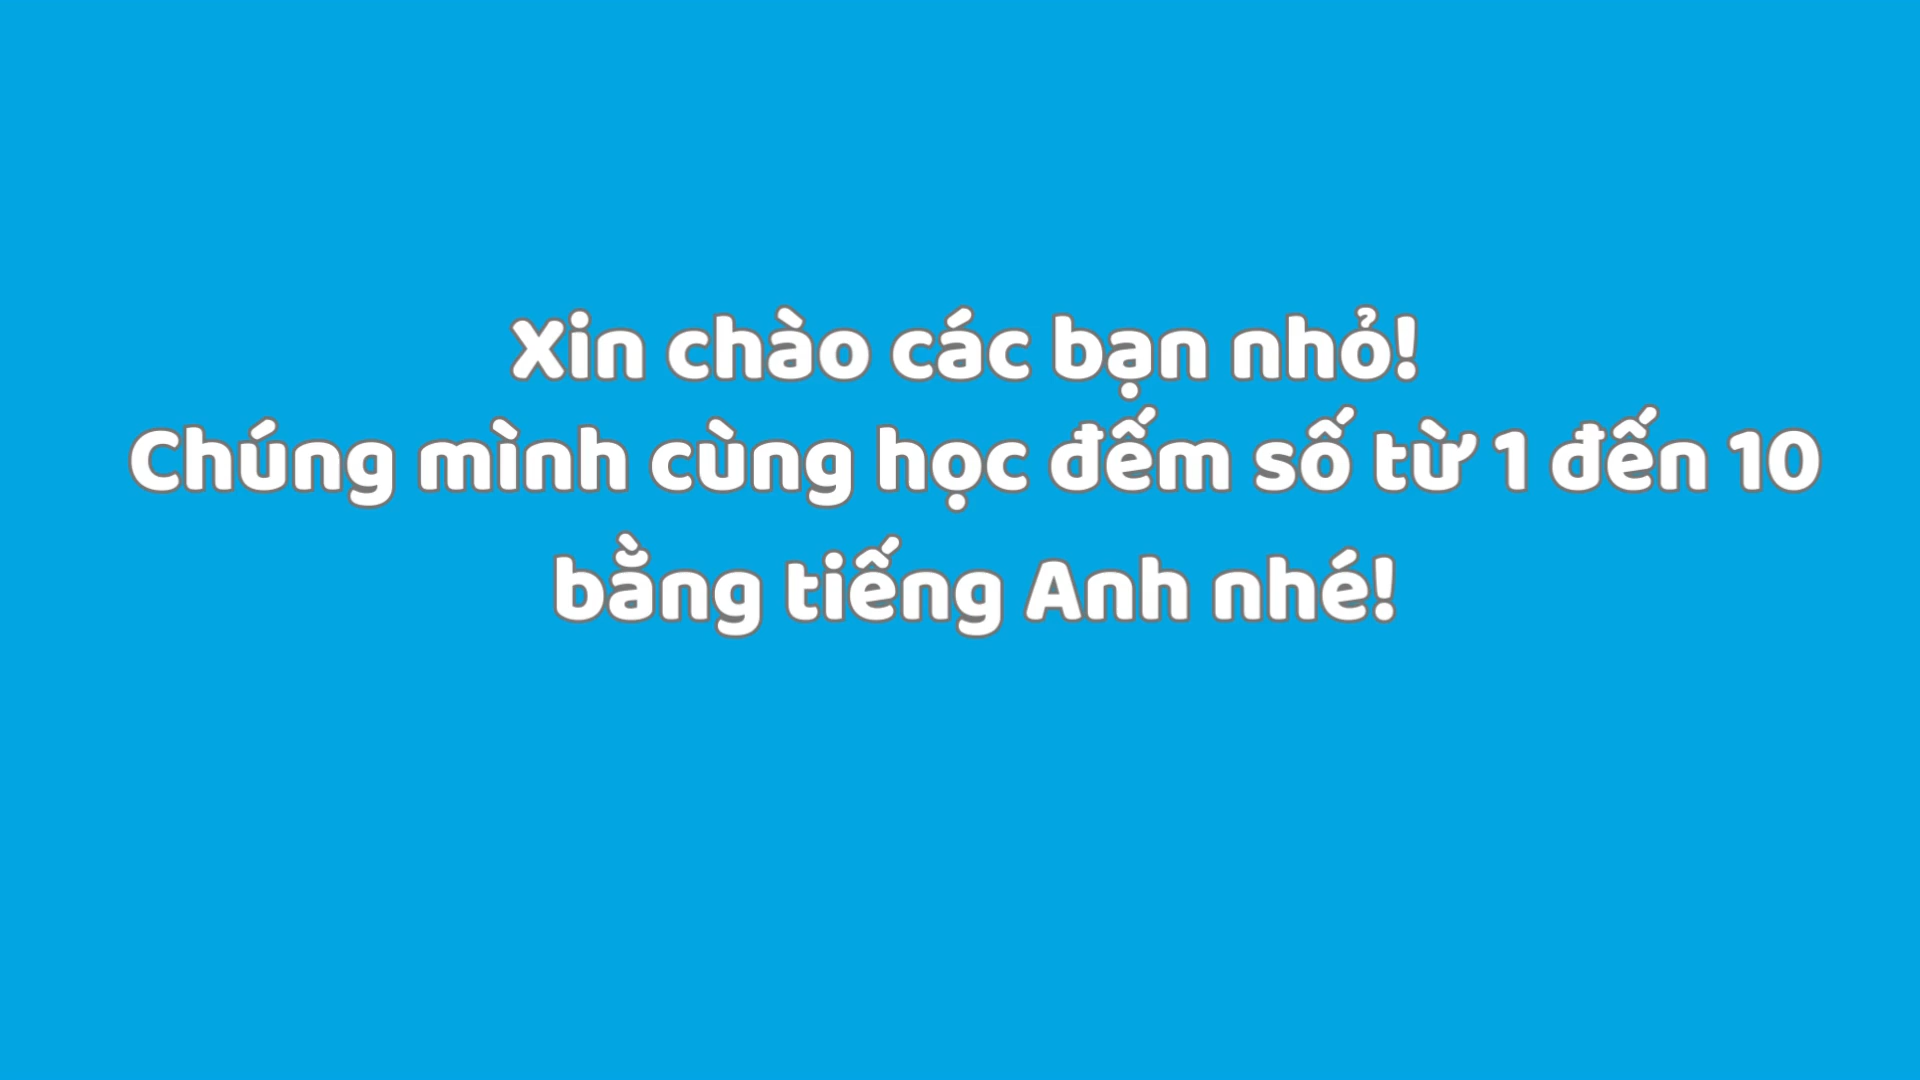 Xin chào các bạn nhỏ!
Chúng mình cùng học đếm số từ 1 đến 10
bằng tiếng Anh nhé!